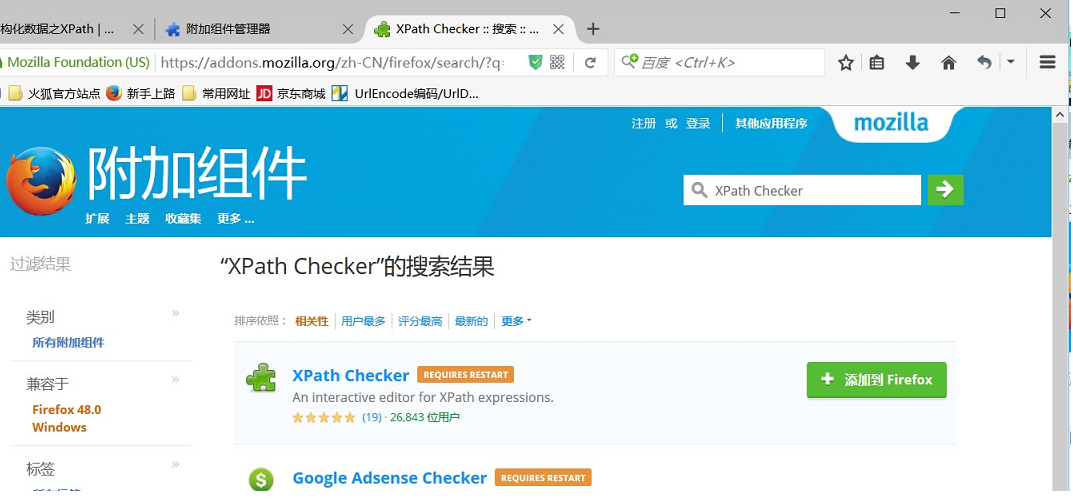 构化数据之XPath | ...
附加组件管理器
XPath Checker :: 搜索 :: ...
Mozilla Foundation (US)
https://addons.mozilla.org/zh-CN/firefox/search/?q=
百度 <Ctrl+K>
火狐官方站点
新手上路
常用网址
JD 京东商城
UrlEncode编码/UrlD...
注册 或 登录
其他应用程序
mozilla
附加组件
XPath Checker
扩展 主题 收藏集 更多 ...
过滤结果
“XPath Checker”的搜索结果
类别 »
所有附加组件
排序依照： 相关性 用户最多 评分最高 最新的 更多
兼容于 »
Firefox 48.0
Windows
XPath Checker REQUIRES RESTART
An interactive editor for XPath expressions.
(19) · 26,843 位用户
添加到 Firefox
标签 »
Google Adsense Checker REQUIRES RESTART